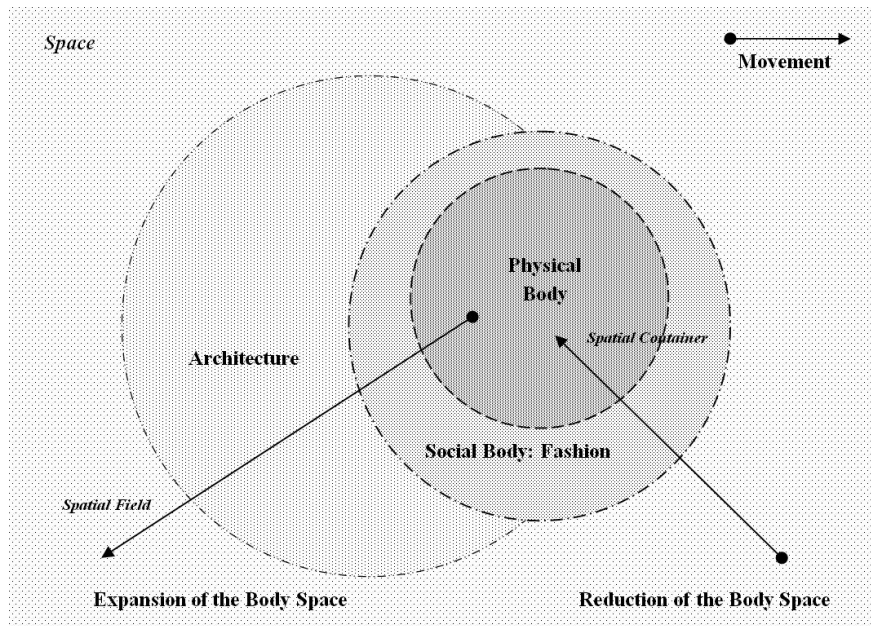 Space
Movement
Physical
Body
Spatial Container
Architecture
Social Body: Fashion
Spatial Field
Expansion of the Body Space
Reduction of the Body Space